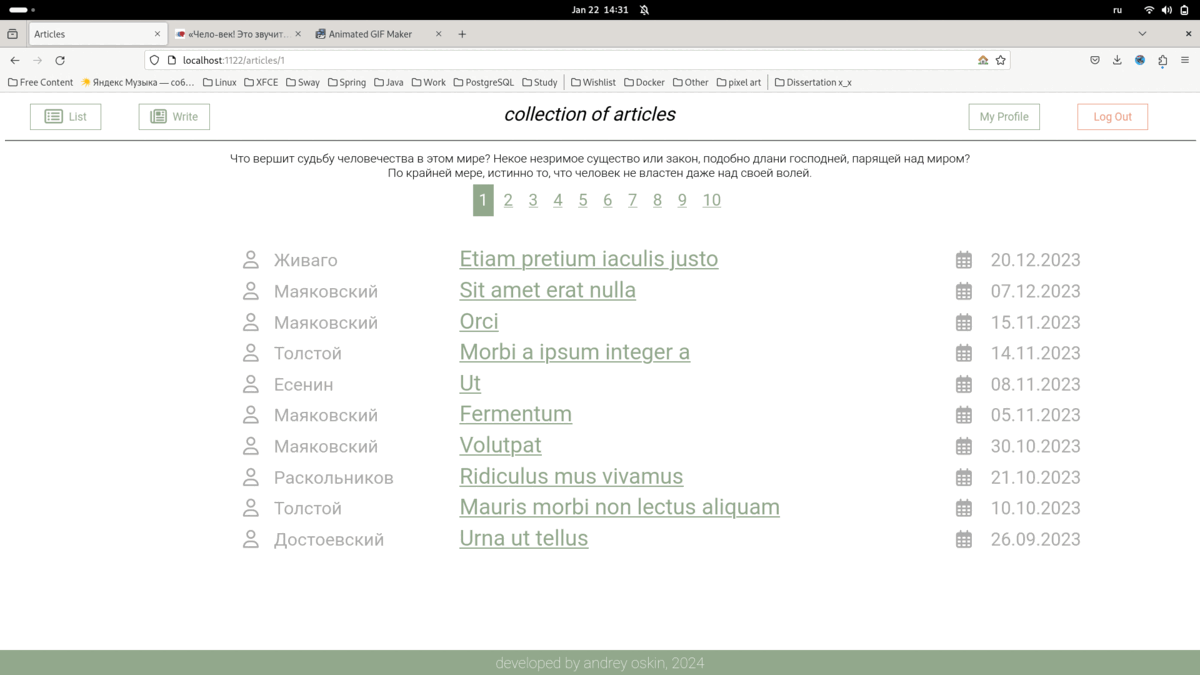 Jan 22 14:31
ru
Articles
«Чело-век! Это звучит...
Animated GIF Maker
localhost:1122/articles/1
Free Content Яндекс Музыка — соб... Linux XFCE Sway Spring Java Work PostgreSQL Study Wishlist Docker Other pixel art Dissertation x_x
List Write collection of articles My Profile Log Out
Что вершит судьбу человечества в этом мире? Некое незримое существо или закон, подобно длани господней, парящей над миром?
По крайней мере, истинно то, что человек не властен даже над своей волей.
1 2 3 4 5 6 7 8 9 10
Живаго Etiam pretium iaculis justo 20.12.2023
Маяковский Sit amet erat nulla 07.12.2023
Маяковский Orci 15.11.2023
Толстой Morbi a ipsum integer a 14.11.2023
Есенин Ut 08.11.2023
Маяковский Fermentum 05.11.2023
Маяковский Volutpat 30.10.2023
Раскольников Ridiculus mus vivamus 21.10.2023
Толстой Mauris morbi non lectus aliquam 10.10.2023
Достоевский Urna ut tellus 26.09.2023
developed by andrey oskin, 2024